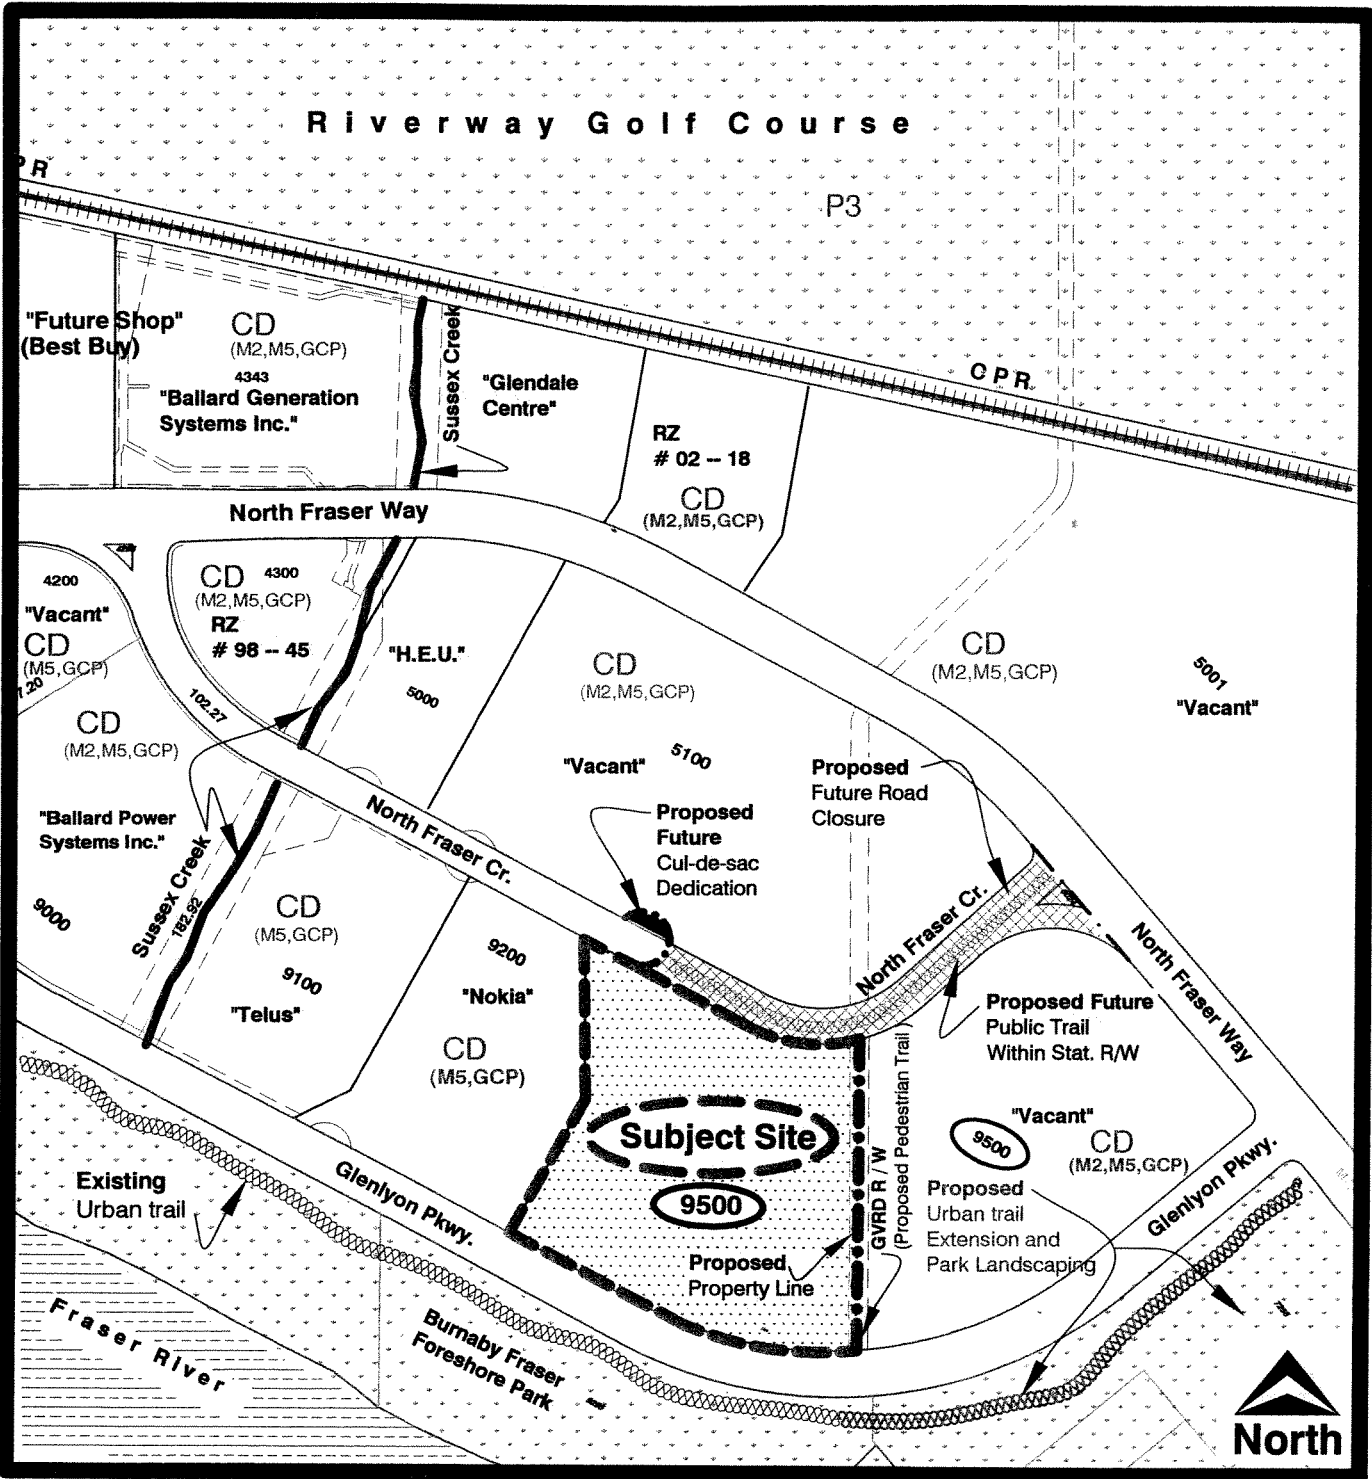 Riverway Golf Course
P3
PR
"Future Shop"
(Best Buy)
CD
(M2,M5,GCP)
4343
"Ballard Generation
Systems Inc."
Sussex Creek
"Glendale
Centre"
CPR
RZ
# 02 -- 18
CD
(M2,M5,GCP)
North Fraser Way
4200
"Vacant"
CD
(M5,GCP)
7.20
CD
(M2,M5,GCP)
CD 4300
(M2,M5,GCP)
RZ
# 98 -- 45
102.27
"H.E.U."
5000
CD
(M2,M5,GCP)
"Vacant"
5100
CD
(M2,M5,GCP)
5001
"Vacant"
Proposed
Future Road
Closure
Proposed
Future
Cul-de-sac
Dedication
North Fraser Cr.
"Ballard Power
Systems Inc."
9000
Sussex Creek
182.92
CD
(M5,GCP)
9100
"Telus"
9200
"Nokia"
CD
(M5,GCP)
North Fraser Cr.
North Fraser Way
Proposed Future
Public Trail
Within Stat. R/W
GVRD R / W
(Proposed Pedestrian Trail )
"Vacant"
9500
CD
(M2,M5,GCP)
Subject Site
9500
Proposed
Property Line
Proposed
Urban trail
Extension and
Park Landscaping
Glenlyon Pkwy.
Existing
Urban trail
Glenlyon Pkwy.
Fraser River
Burnaby Fraser
Foreshore Park
North